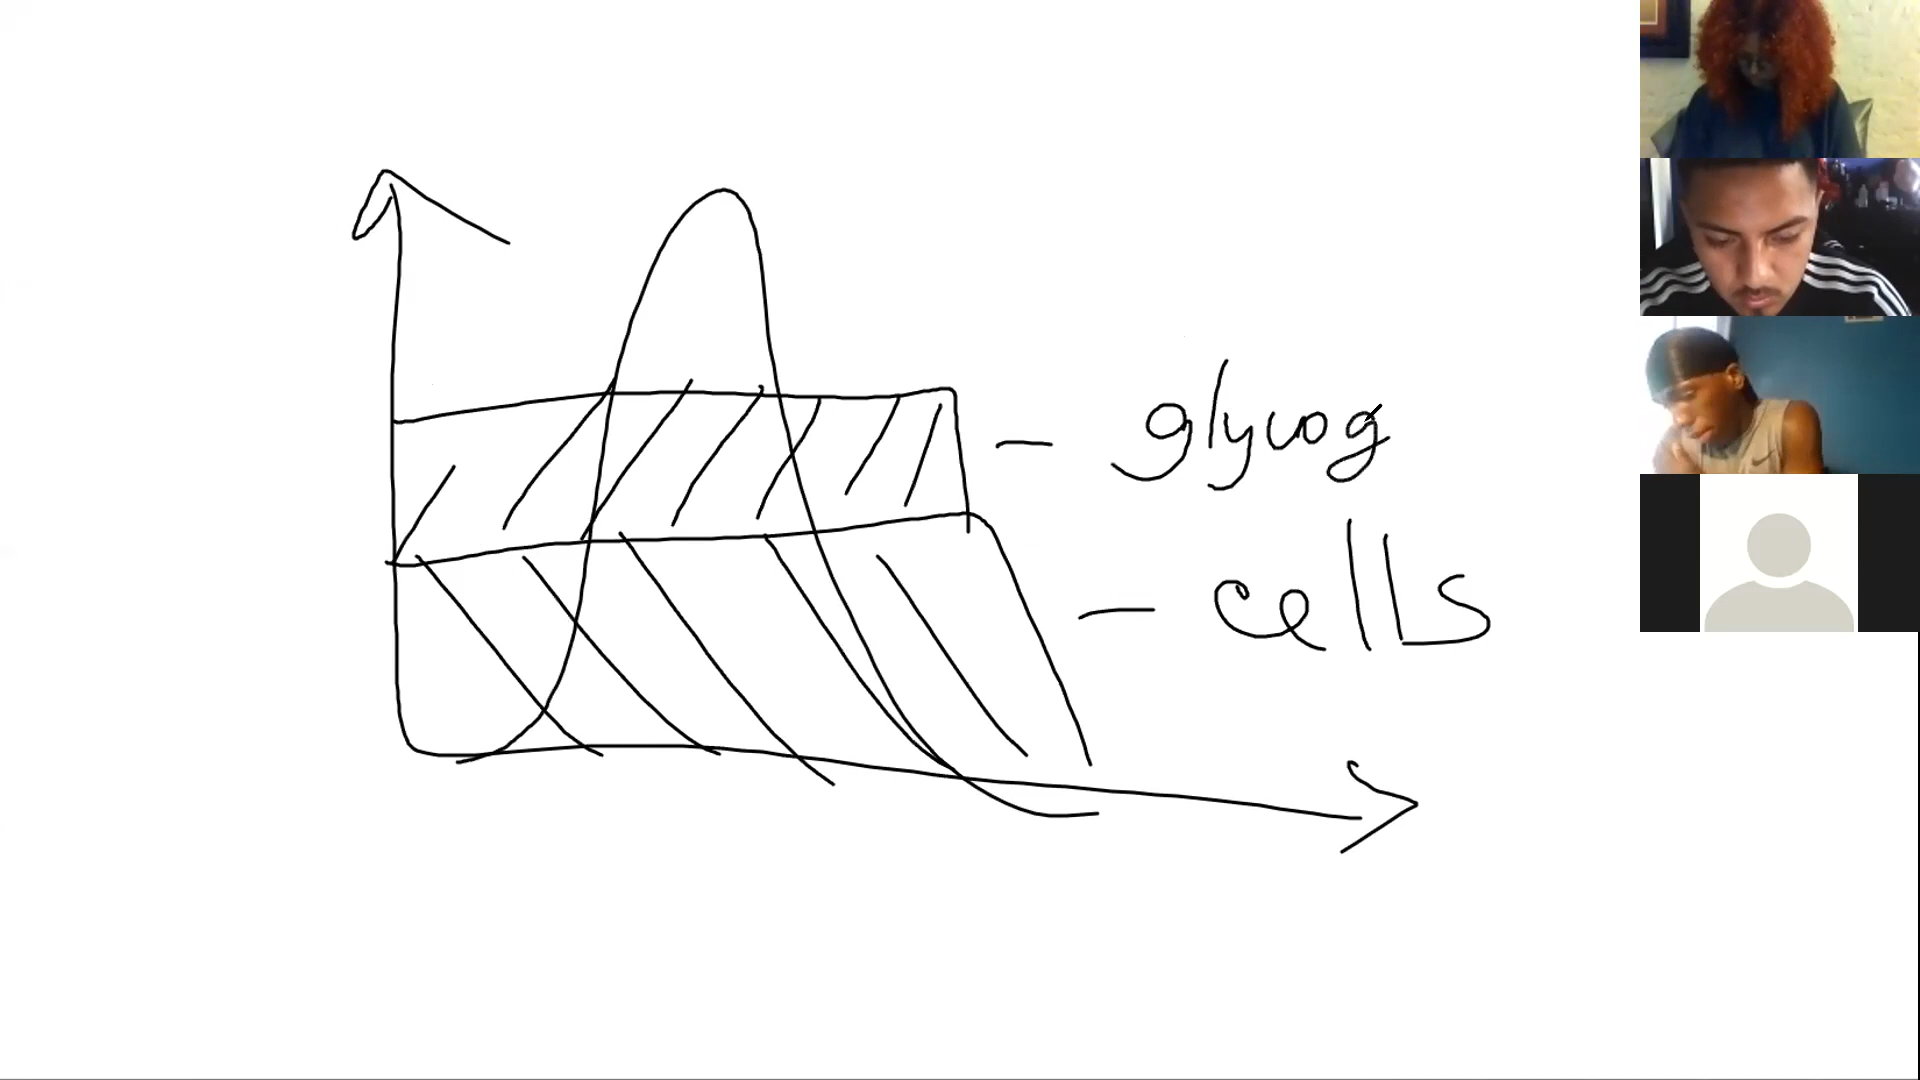 — glycog
— cells